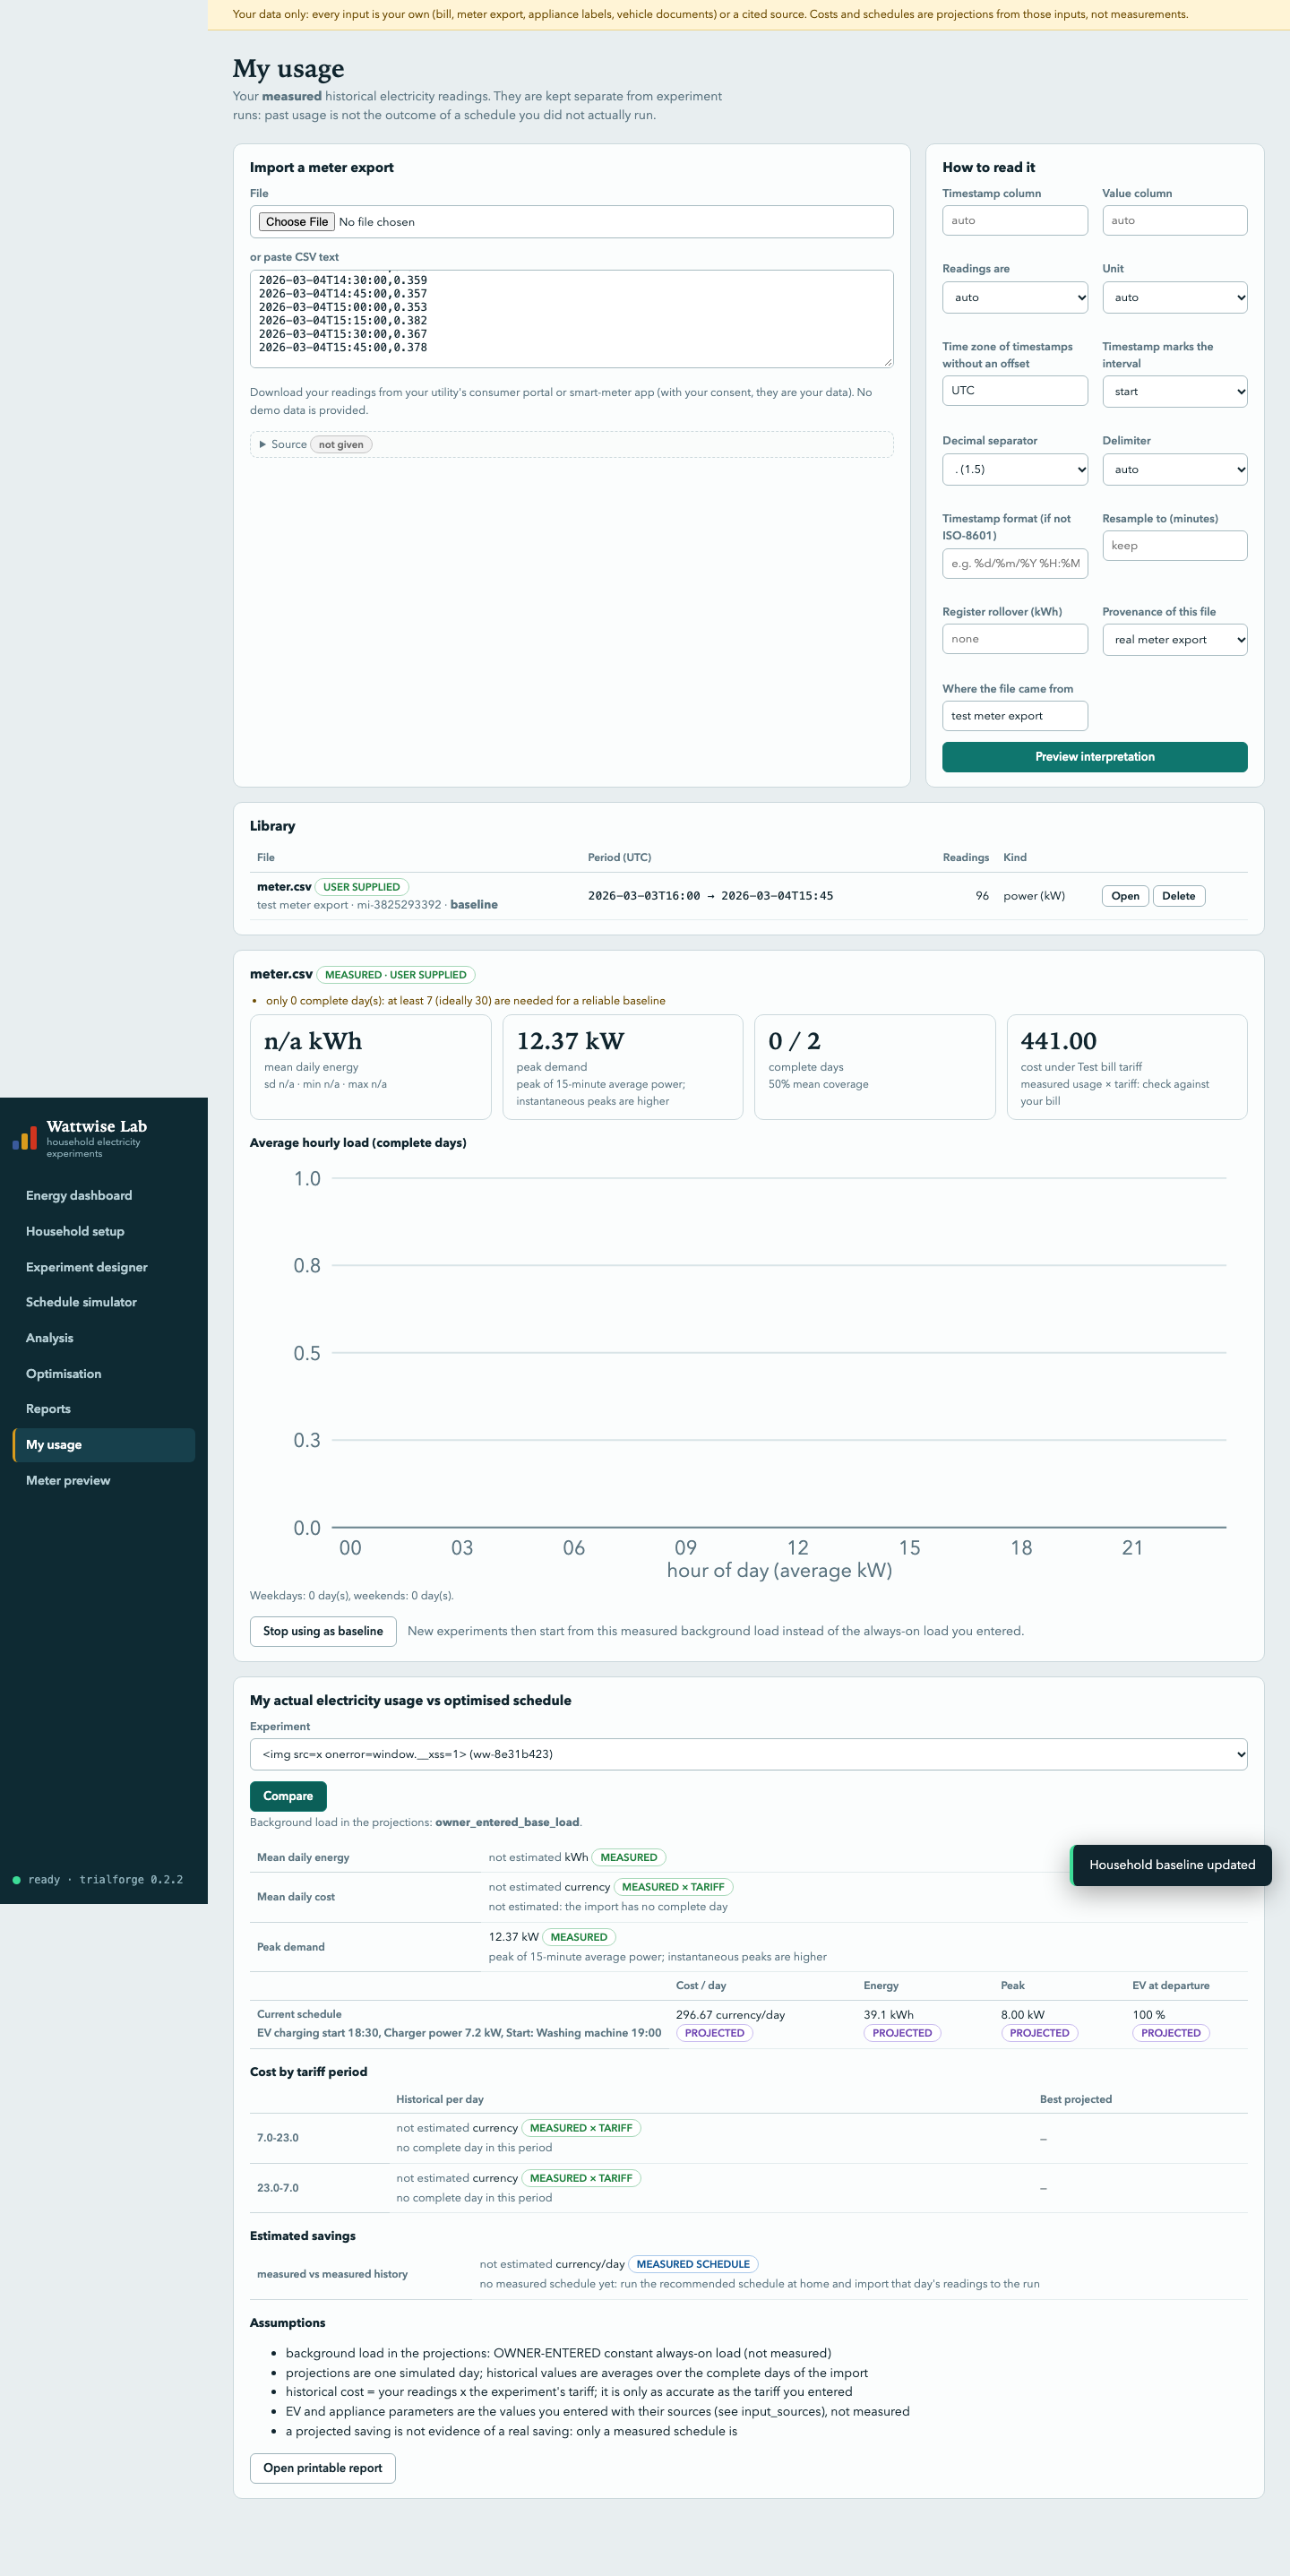 Your data only: every input is your own (bill, meter export, appliance labels, vehicle documents) or a cited source. Costs and schedules are projections from those inputs, not measurements.
My usage
Your measured historical electricity readings. They are kept separate from experiment
runs: past usage is not the outcome of a schedule you did not actually run.
Import a meter export
File
Choose File No file chosen
or paste CSV text
2026-03-04T14:30:00,0.359
2026-03-04T14:45:00,0.357
2026-03-04T15:00:00,0.353
2026-03-04T15:15:00,0.382
2026-03-04T15:30:00,0.367
2026-03-04T15:45:00,0.378
Download your readings from your utility's consumer portal or smart-meter app (with your consent, they are your data). No
demo data is provided.
Source not given
How to read it
Timestamp column Value column
auto auto
Readings are Unit
auto auto
Time zone of timestamps
without an offset
Timestamp marks the
interval
UTC start
Decimal separator Delimiter
. (1.5) auto
Timestamp format (if not
ISO-8601)
Resample to (minutes)
e.g. %d/%m/%Y %H:%M keep
Register rollover (kWh) Provenance of this file
none real meter export
Where the file came from
test meter export
Preview interpretation
Library
File Period (UTC) Readings Kind
meter.csv USER SUPPLIED
test meter export · mi-3825293392 · baseline
2026-03-03T16:00 → 2026-03-04T15:45 96 power (kW) Open Delete
meter.csv MEASURED · USER SUPPLIED
• only 0 complete day(s): at least 7 (ideally 30) are needed for a reliable baseline
n/a kWh
mean daily energy
sd n/a · min n/a · max n/a
12.37 kW
peak demand
peak of 15-minute average power;
instantaneous peaks are higher
0 / 2
complete days
50% mean coverage
441.00
cost under Test bill tariff
measured usage × tariff: check against
your bill
Average hourly load (complete days)
1.0
0.8
0.5
0.3
0.0
00 03 06 09 12 15 18 21
hour of day (average kW)
Weekdays: 0 day(s), weekends: 0 day(s).
Stop using as baseline New experiments then start from this measured background load instead of the always-on load you entered.
Wattwise Lab
household electricity
experiments
Energy dashboard
Household setup
Experiment designer
Schedule simulator
Analysis
Optimisation
Reports
My usage
Meter preview
ready · trialforge 0.2.2
My actual electricity usage vs optimised schedule
Experiment
<img src=x onerror=window.__xss=1> (ww-8e31b423)
Compare
Background load in the projections: owner_entered_base_load.
Mean daily energy not estimated kWh MEASURED
Mean daily cost not estimated currency MEASURED × TARIFF
not estimated: the import has no complete day
Peak demand 12.37 kW MEASURED
peak of 15-minute average power; instantaneous peaks are higher
Household baseline updated
Cost / day Energy Peak EV at departure
Current schedule
EV charging start 18:30, Charger power 7.2 kW, Start: Washing machine 19:00
296.67 currency/day 39.1 kWh 8.00 kW 100 %
PROJECTED PROJECTED PROJECTED PROJECTED
Cost by tariff period
Historical per day Best projected
7.0-23.0 not estimated currency MEASURED × TARIFF –
no complete day in this period
23.0-7.0 not estimated currency MEASURED × TARIFF –
no complete day in this period
Estimated savings
measured vs measured history not estimated currency/day MEASURED SCHEDULE
no measured schedule yet: run the recommended schedule at home and import that day's readings to the run
Assumptions
• background load in the projections: OWNER-ENTERED constant always-on load (not measured)
• projections are one simulated day; historical values are averages over the complete days of the import
• historical cost = your readings x the experiment's tariff; it is only as accurate as the tariff you entered
• EV and appliance parameters are the values you entered with their sources (see input_sources), not measured
• a projected saving is not evidence of a real saving: only a measured schedule is
Open printable report